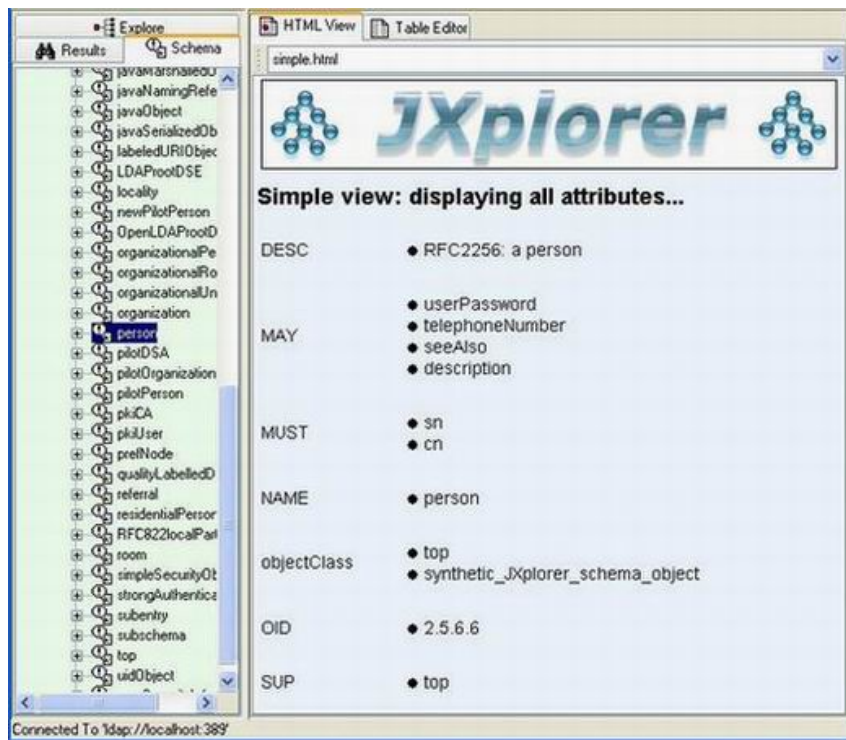 Explore
Results
Schema
javaMarshalledO
javaNamingRefe
javaObject
javaSerializedOb
labeledURIObjec
LDAProotDSE
locality
newPilotPerson
OpenLDAProotD
organizationalPe
organizationalRo
organizationalUn
organization
person
pilotDSA
pilotOrganization
pilotPerson
pkiCA
pkiUser
prelNode
qualityLabelledD
referral
residentialPersor
RFC822localPart
room
simpleSecurityOb
strongAuthentica
subentry
subschema
top
uidObject
Connected To 'ldap://localhost:389'
HTML View
Table Editor
simple.html
JXplorer
Simple view: displaying all attributes...
DESC
• RFC2256: a person
MAY
• userPassword
• telephoneNumber
• seeAlso
• description
MUST
• sn
• cn
NAME
• person
objectClass
• top
• synthetic_JXplorer_schema_object
OID
• 2.5.6.6
SUP
• top